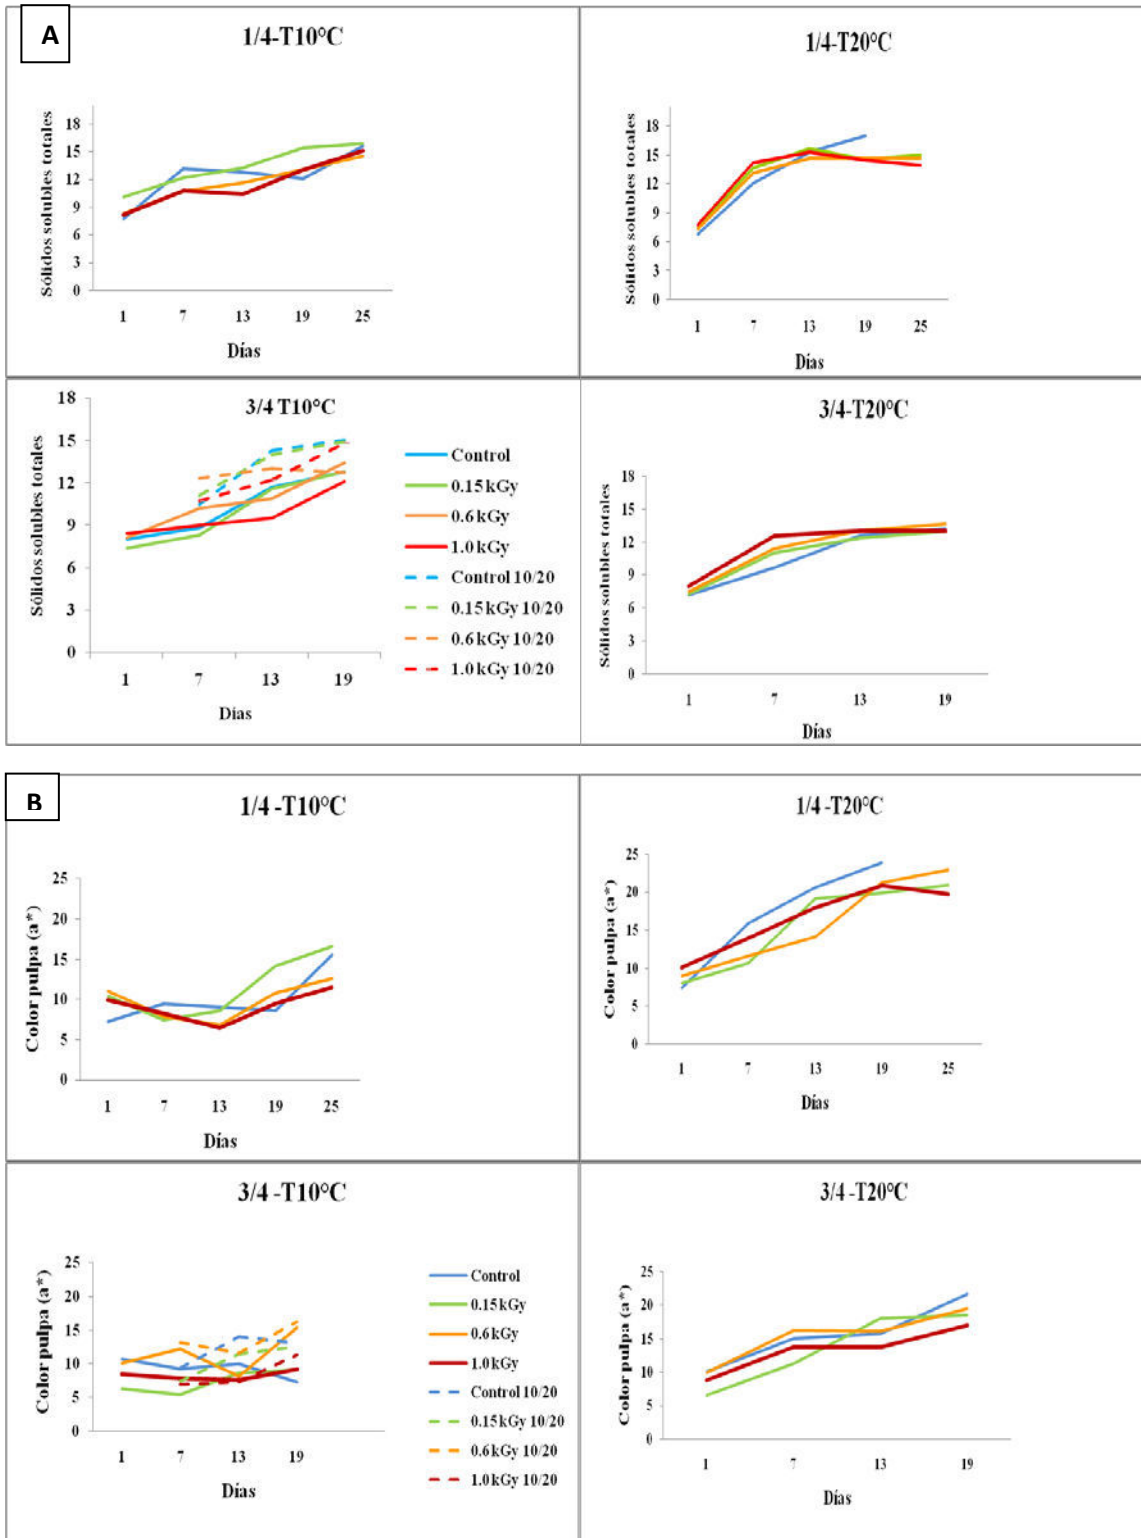 A
1/4-T10°C
Sólidos solubles totales
18
15
12
9
6
3
0
1 7 13 19 25
Días
1/4-T20°C
Sólidos solubles totales
18
15
12
9
6
3
0
1 7 13 19 25
Días
3/4 T10°C
Sólidos solubles totales
18
15
12
9
6
3
0
1 7 13 19
Días
Control
0.15 kGy
0.6 kGy
1.0 kGy
Control 10/20
0.15 kGy 10/20
0.6 kGy 10/20
1.0 kGy 10/20
3/4-T20°C
Sólidos solubles totales
18
15
12
9
6
3
0
1 7 13 19
Días
B
1/4 -T10°C
Color pulpa (a*)
25
20
15
10
5
0
1 7 13 19 25
Días
1/4 -T20°C
Color pulpa (a*)
25
20
15
10
5
0
1 7 13 19 25
Días
3/4 -T10°C
Color pulpa (a*)
25
20
15
10
5
0
1 7 13 19
Días
Control
0.15 kGy
0.6 kGy
1.0 kGy
Control 10/20
0.15 kGy 10/20
0.6 kGy 10/20
1.0 kGy 10/20
3/4 -T20°C
Color pulpa (a*)
25
20
15
10
5
0
1 7 13 19
Días